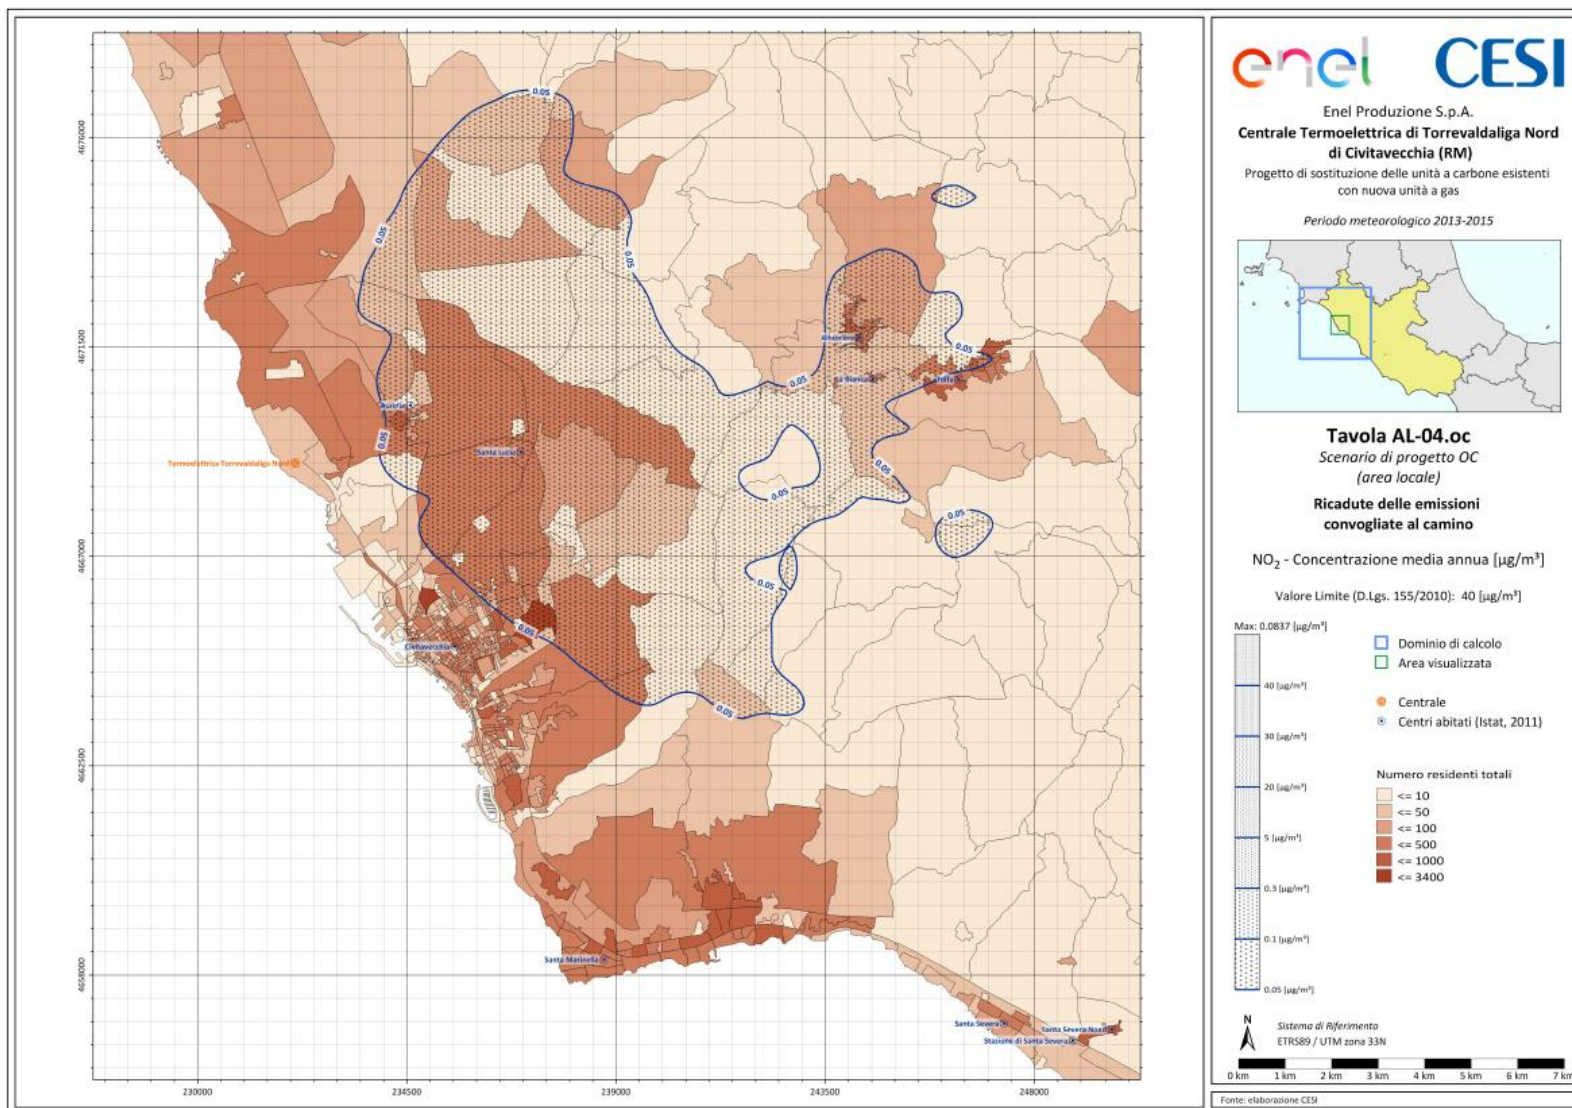 4676000
4671500
4667000
4662500
4658000
230000
234500
239000
243500
248000
0.05
0.05
0.05
0.05
0.05
0.05
0.05
0.05
0.05
0.05
0.05
0.05
0.05
Allumiere
La Bianca
Tolfa
Aurelia
Santa Lucia
Termoelettrica Torrevaldaliga Nord
Civitavecchia
Santa Marinella
Santa Severa
Santa Severa Nord
Stazione di Santa Severa
enel
CESI
Enel Produzione S.p.A.
Centrale Termoelettrica di Torrevaldaliga Nord
di Civitavecchia (RM)
Progetto di sostituzione delle unità a carbone esistenti
con nuova unità a gas
Periodo meteorologico 2013-2015
Tavola AL-04.oc
Scenario di progetto OC
(area locale)
Ricadute delle emissioni
convogliate al camino
NO₂ - Concentrazione media annua [µg/m³]
Valore Limite (D.Lgs. 155/2010): 40 [µg/m³]
Max: 0.0837 [µg/m³]
40 [µg/m³]
30 [µg/m³]
20 [µg/m³]
5 [µg/m³]
0.3 [µg/m³]
0.1 [µg/m³]
0.05 [µg/m³]
Dominio di calcolo
Area visualizzata
Centrale
Centri abitati (Istat, 2011)
Numero residenti totali
<= 10
<= 50
<= 100
<= 500
<= 1000
<= 3400
N
Sistema di Riferimento
ETRS89 / UTM zona 33N
0 km 1 km 2 km 3 km 4 km 5 km 6 km 7 km
Fonte: elaborazione CESI